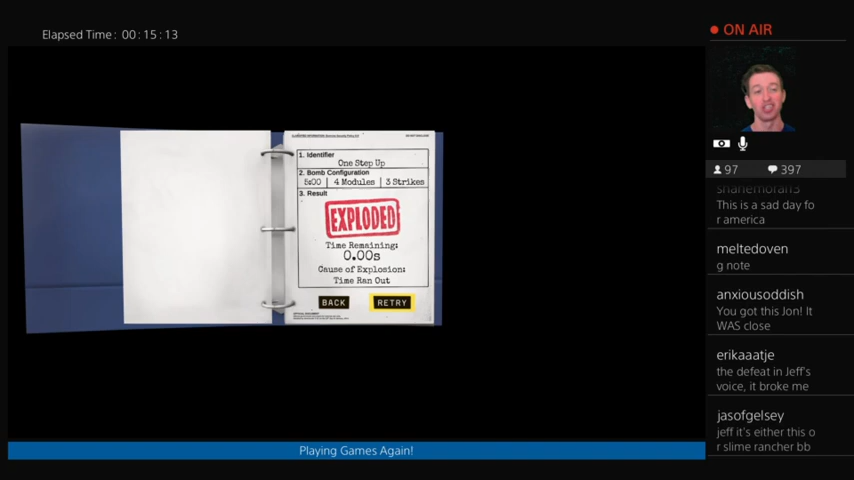 Elapsed Time: 00:15:13
ON AIR
97
397
shanemoran3
This is a sad day fo
r america
meltedoven
g note
anxiousoddish
You got this Jon! It
WAS close
erikaaatje
the defeat in Jeff's
voice, it broke me
jasofgelsey
jeff it's either this o
r slime rancher bb
1. Identifier
One Step Up
2. Bomb Configuration
5:00 | 4 Modules | 3 Strikes
3. Result
EXPLODED
Time Remaining:
0.00s
Cause of Explosion:
Time Ran Out
BACK
RETRY
Playing Games Again!